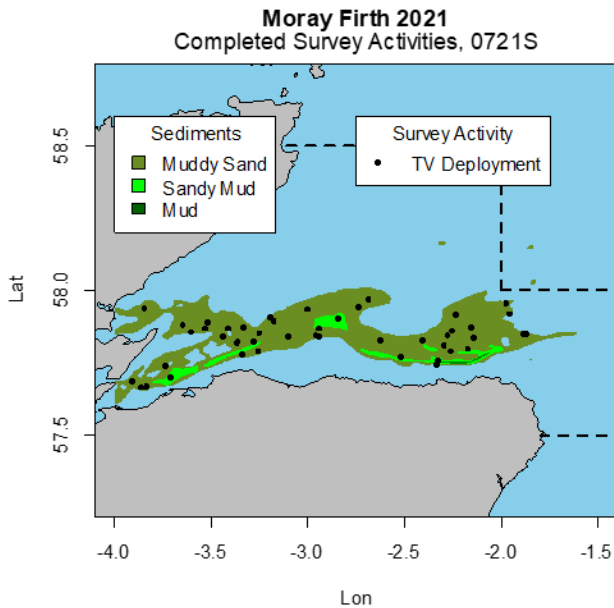 Moray Firth 2021
Completed Survey Activities, 0721S
Sediments
Muddy Sand
Sandy Mud
Mud
Survey Activity
TV Deployment
Lat
58.5
58.0
57.5
-4.0 -3.5 -3.0 -2.5 -2.0 -1.5
Lon